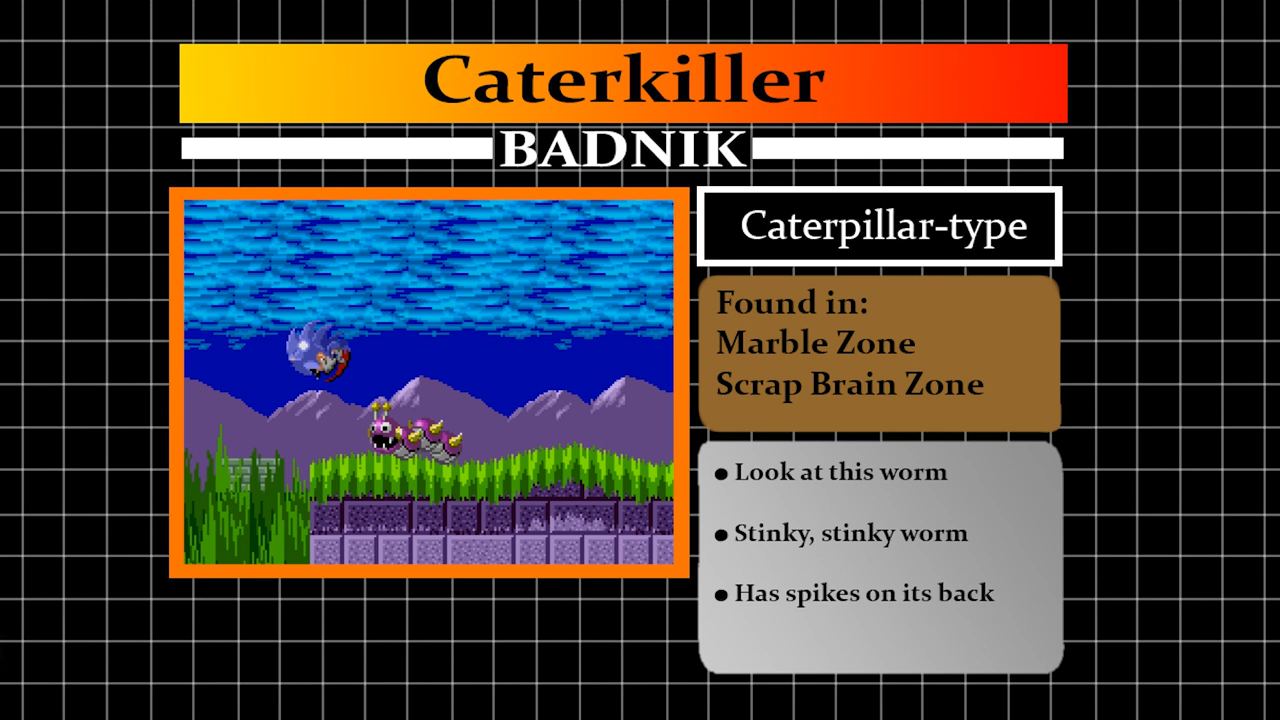 Caterkiller
BADNIK
Caterpillar-type
Found in:
Marble Zone
Scrap Brain Zone
• Look at this worm
• Stinky, stinky worm
• Has spikes on its back